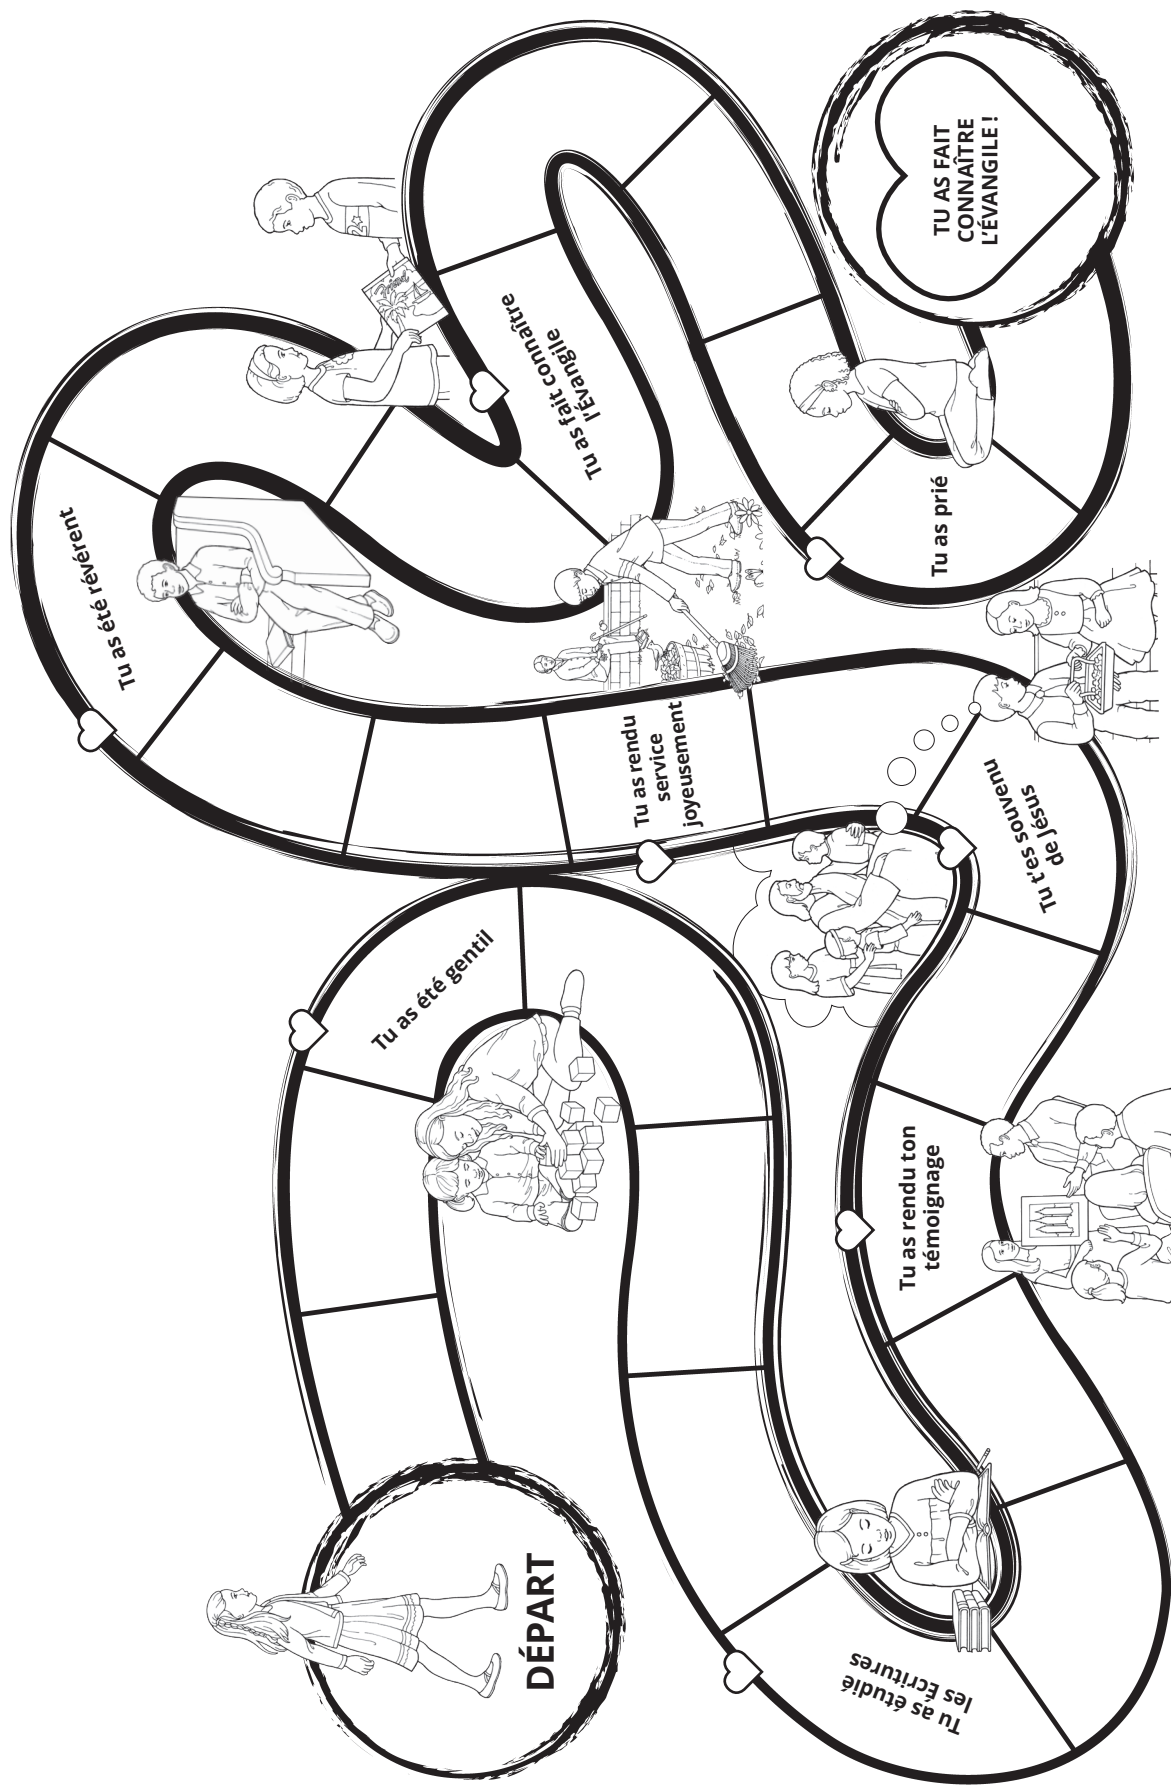 DÉPART
Tu as été gentil
Tu as étudié
les Écritures
Tu as rendu ton
témoignage
Tu t'es souvenu
de Jésus
Tu as rendu
service
joyeusement
Tu as été révérent
Tu as fait connaître
l'Évangile
Tu as prié
TU AS FAIT
CONNAÎTRE
L'ÉVANGILE !